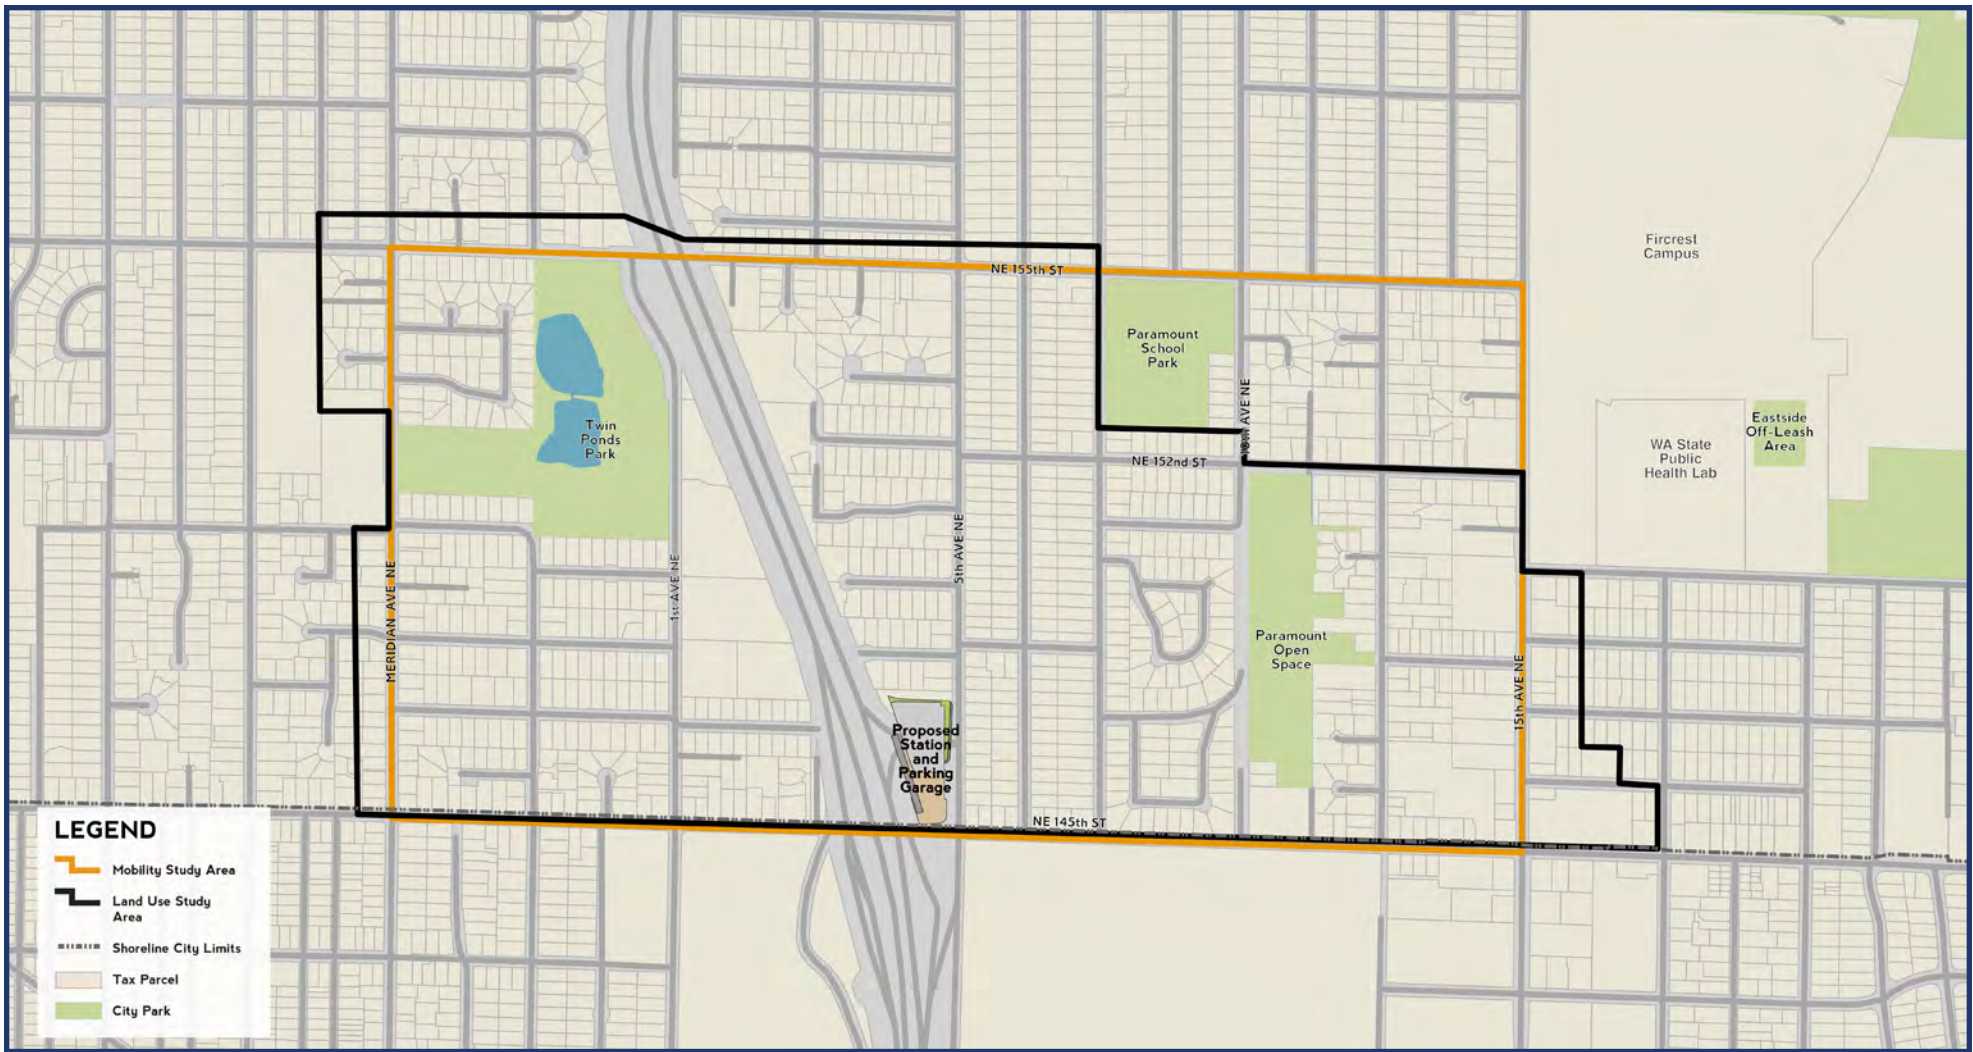 NE 155th ST
Fircrest
Campus
Paramount
School
Park
Twin
Ponds
Park
AVE NE
NE 152nd ST
Eastside
Off-Leash
Area
WA State
Public
Health Lab
MERIDIAN AVE NE
1st AVE NE
5th AVE NE
Paramount
Open
Space
15th AVE NE
Proposed
Station
and
Parking
Garage
NE 145th ST
LEGEND
Mobility Study Area
Land Use Study
Area
Shoreline City Limits
Tax Parcel
City Park